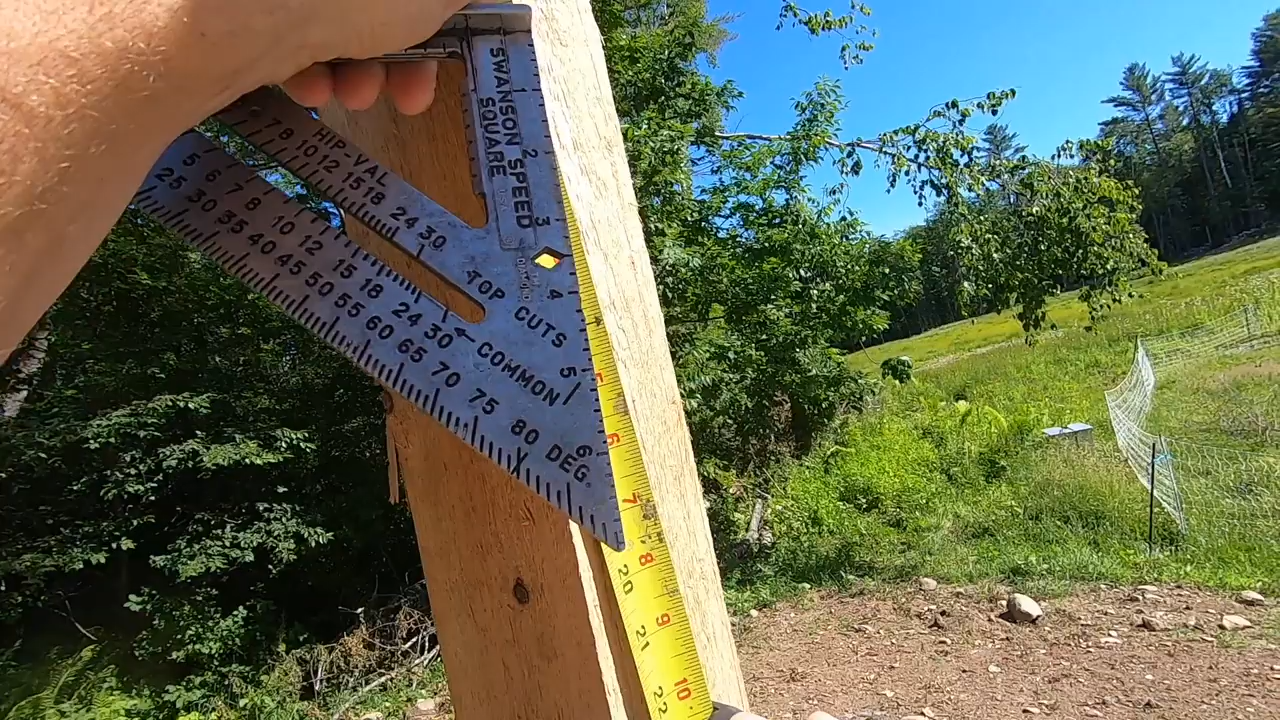 SWANSON SPEED
SQUARE
2
3
4
5
6
DIAMOND
HIP-VAL
7 8 10 12 15 18 24 30
TOP CUTS
5 6 7 8 10 12 15 18 24 30
COMMON
25 30 35 40 45 50 55 60 65 70 75 80 DEG.
5
6
7
8
9
10
20
21
22